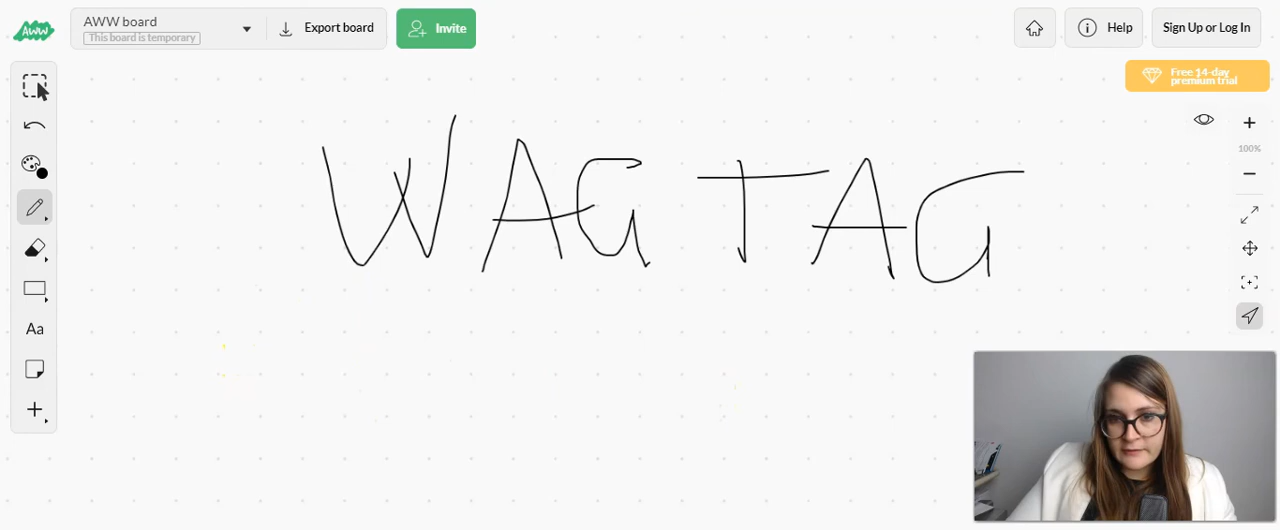 AWW
AWW board
This board is temporary
Export board
Invite
Help
Sign Up or Log In
Free 14-day
premium trial
100%
WAG TAG
Aa